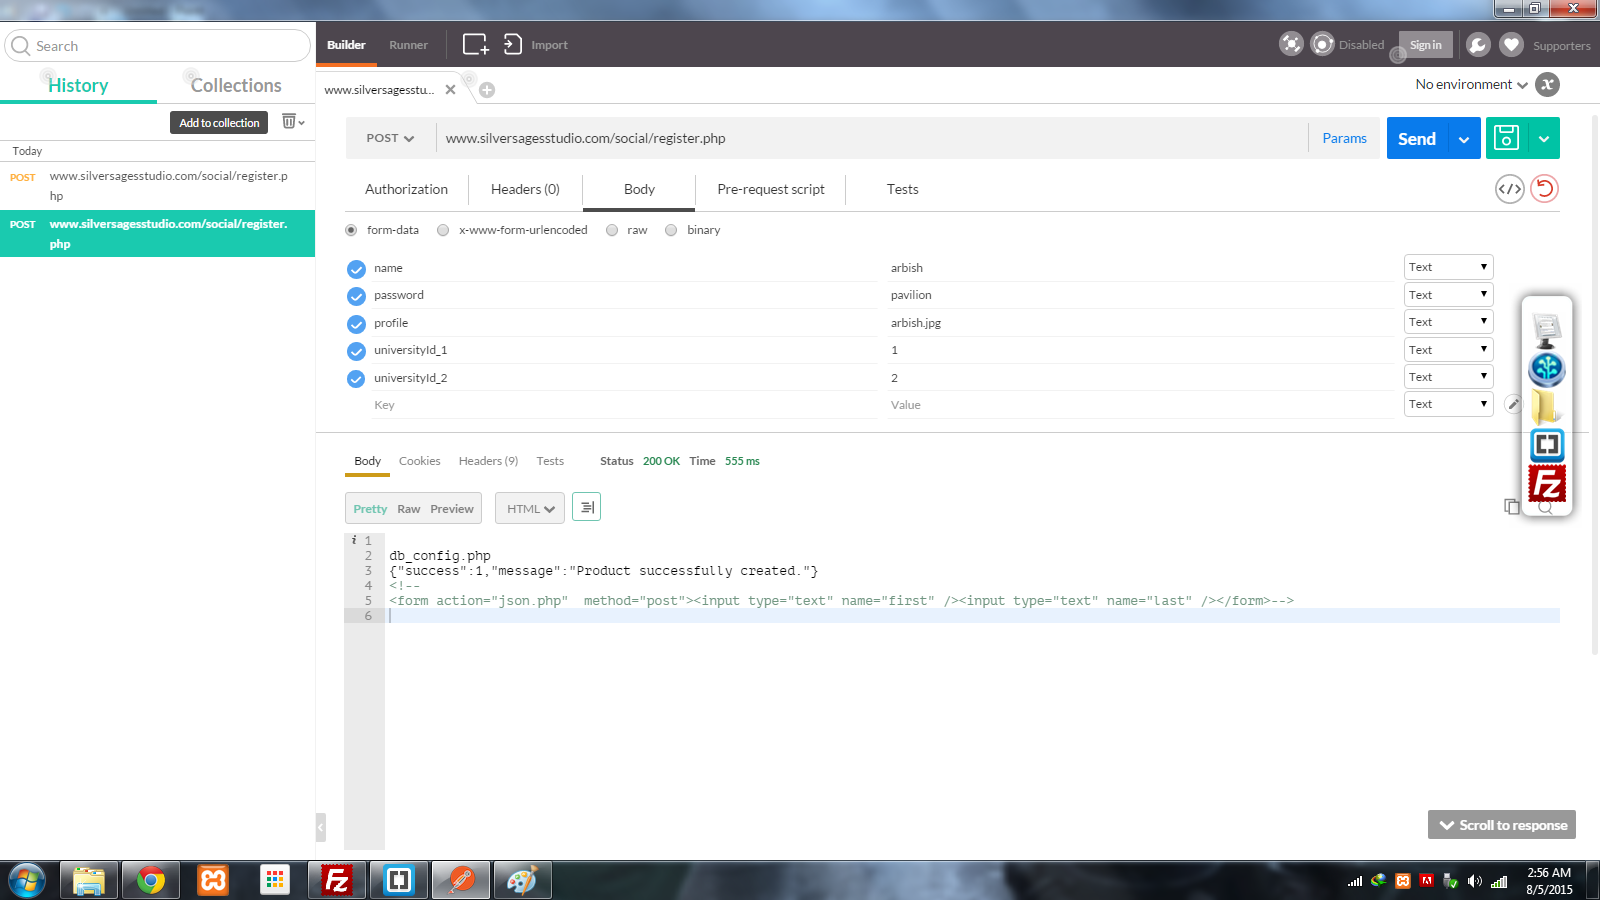 Search
Builder
Runner
Import
Disabled
Sign in
Supporters
History
Collections
www.silversagesstu...
No environment
x
Add to collection
Today
POST www.silversagesstudio.com/social/register.p
hp
POST www.silversagesstudio.com/social/register.
php
POST www.silversagesstudio.com/social/register.php Params Send
Authorization Headers (0) Body Pre-request script Tests
form-data x-www-form-urlencoded raw binary
name arbish Text
password pavilion Text
profile arbish.jpg Text
universityId_1 1 Text
universityId_2 2 Text
Key Value Text
Body Cookies Headers (9) Tests Status 200 OK Time 555 ms
Pretty Raw Preview HTML
i 1
2 db_config.php
3 {"success":1,"message":"Product successfully created."}
4 <!--
5 <form action="json.php"  method="post"><input type="text" name="first" /><input type="text" name="last" /></form>-->
6
Fz
Scroll to response
Fz
2:56 AM
8/5/2015